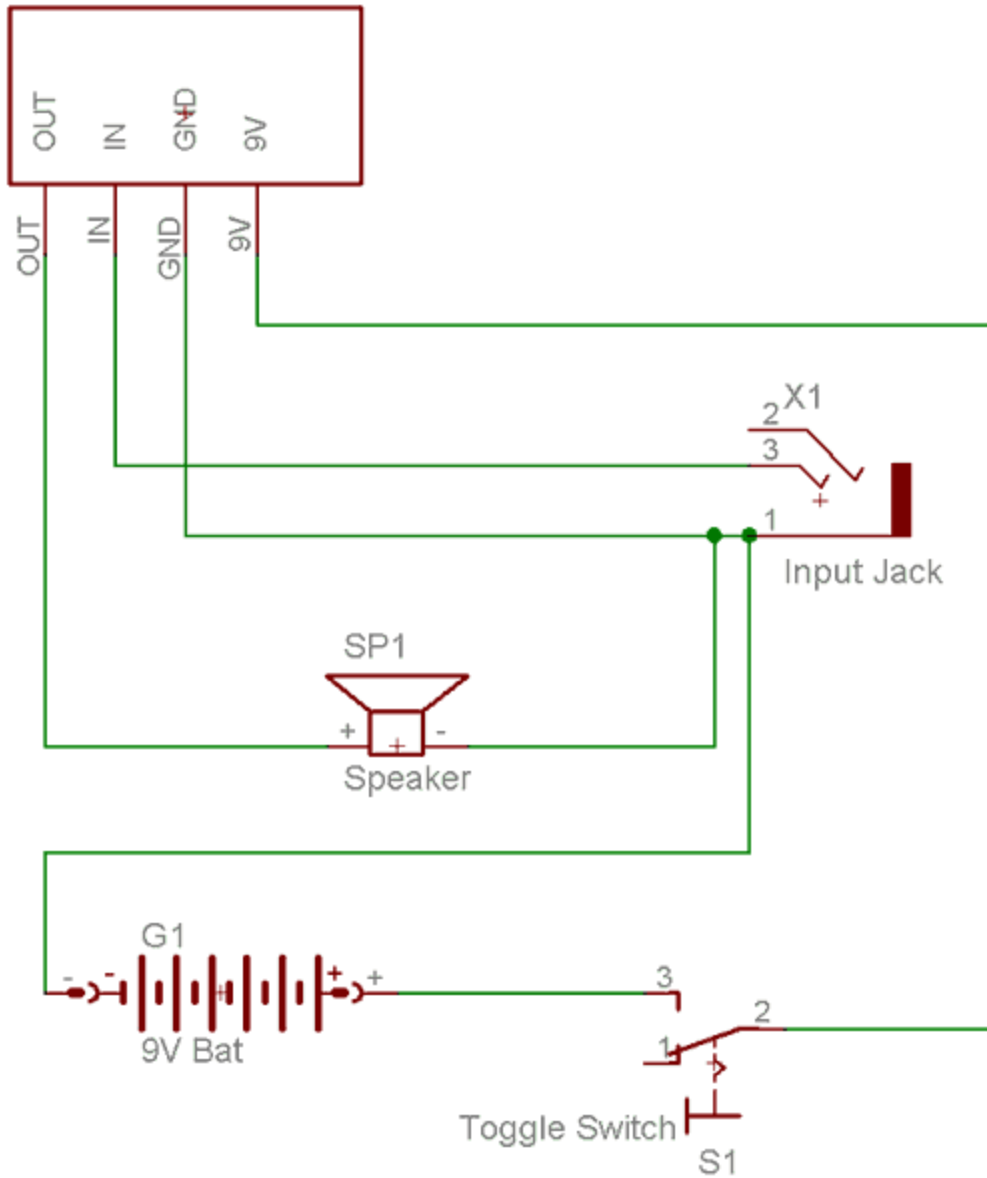 OUT
IN
GND
9V
OUT
IN
GND
9V
X1
2
3
1
Input Jack
SP1
+ -
Speaker
G1
- - + +
9V Bat
3
2
1
Toggle Switch
S1